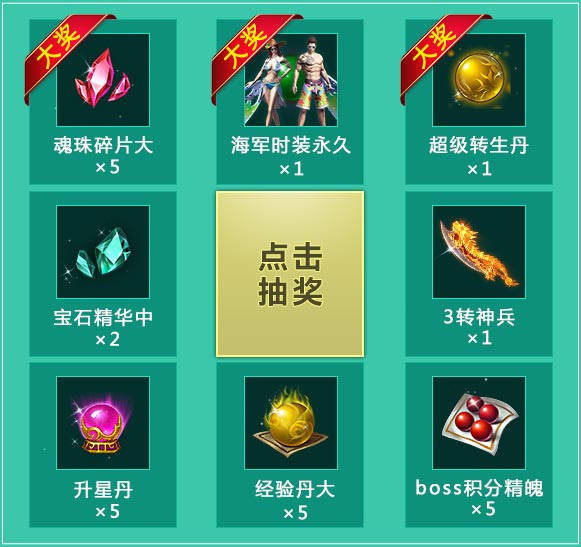 大奖
大奖
大奖
魂珠碎片大
×5
海军时装永久
×1
超级转生丹
×1
宝石精华中
×2
点击
抽奖
3转神兵
×1
升星丹
×5
经验丹大
×5
boss积分精魄
×5